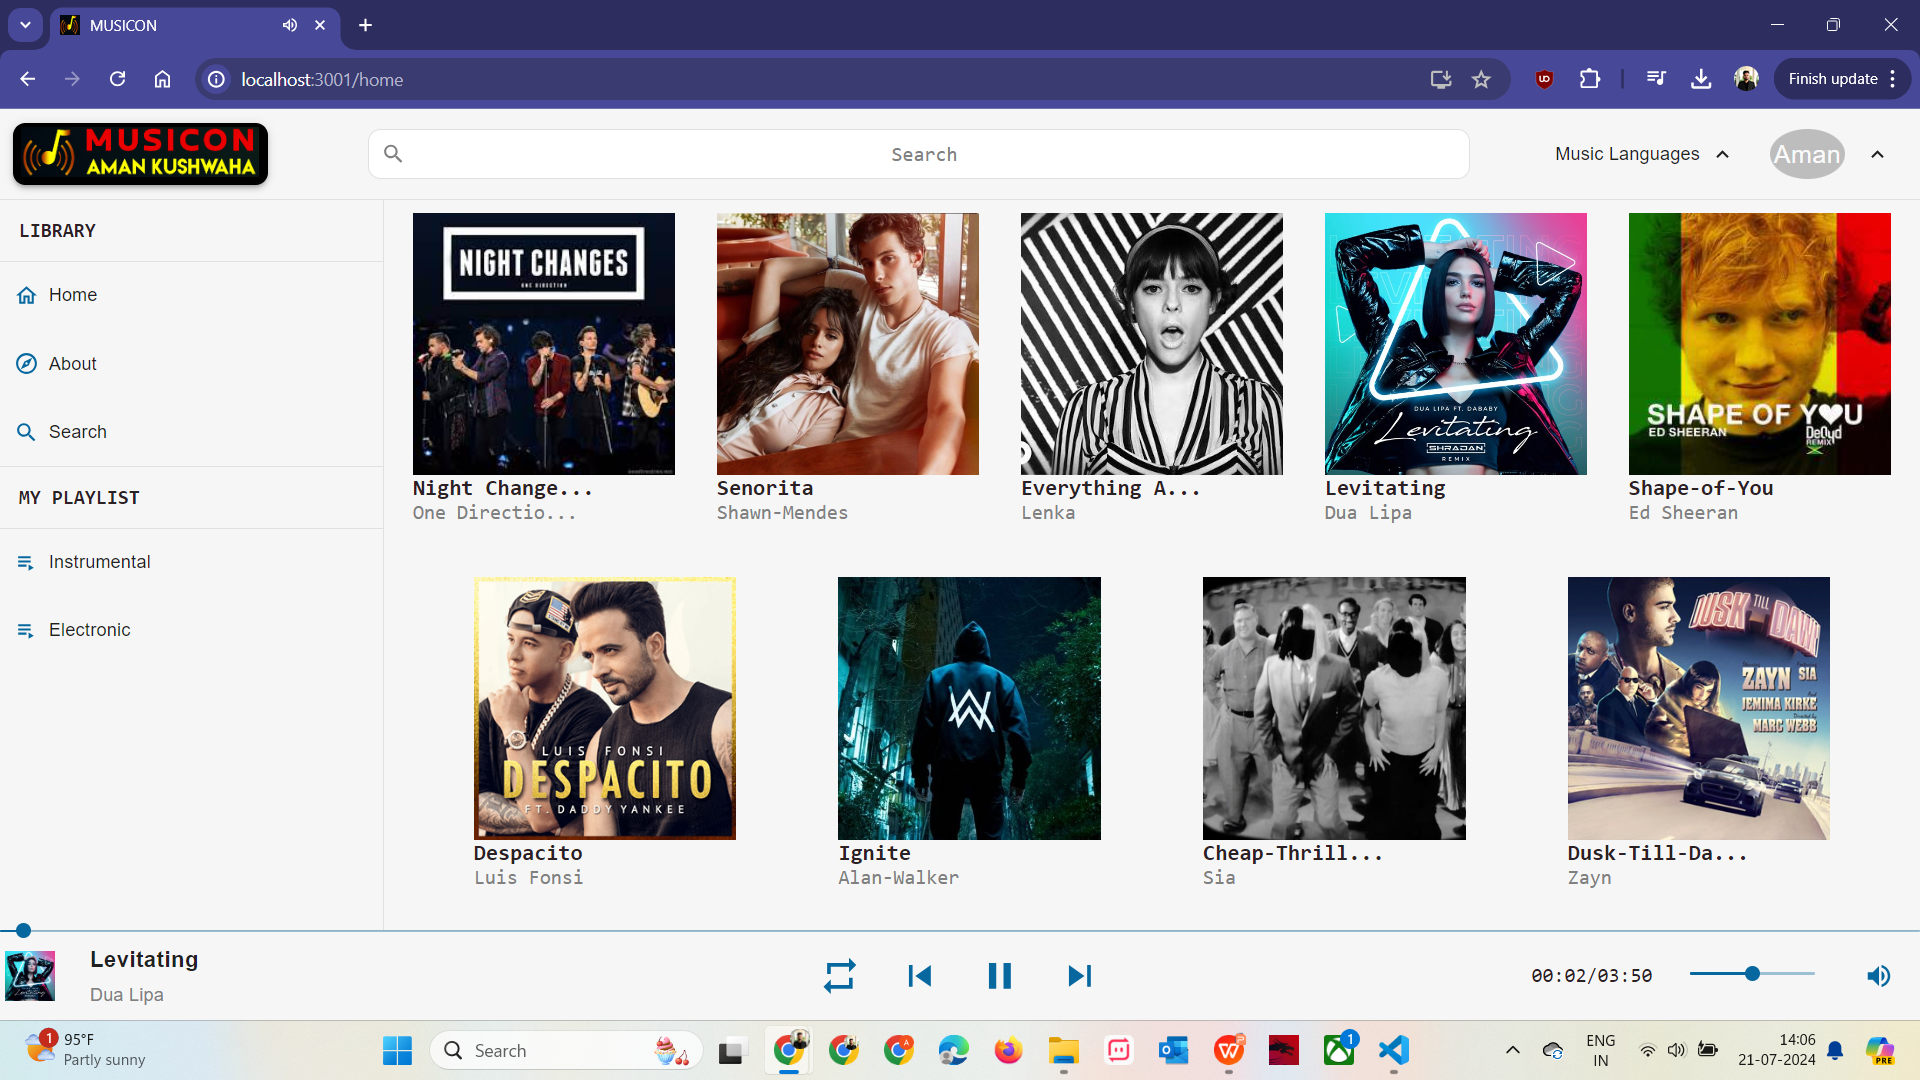 MUSICON
localhost:3001/home
Finish update
MUSICON
AMAN KUSHWAHA
Search
Music Languages
Aman
LIBRARY
Home
About
Search
MY PLAYLIST
Instrumental
Electronic
NIGHT CHANGES
ONE DIRECTION
DUA LIPA FT. DABABY
Levitating
SHRADAN
REMIX
SHAPE OF YOU
ED SHEERAN
REMIX
Night Change...
One Directio...
Senorita
Shawn-Mendes
Everything A...
Lenka
Levitating
Dua Lipa
Shape-of-You
Ed Sheeran
LUIS FONSI
DESPACITO
FT. DADDY YANKEE
DUSK TILL DAWN
ZAYN SIA
JEMIMA KIRKE
MARC WEBB
Despacito
Luis Fonsi
Ignite
Alan-Walker
Cheap-Thrill...
Sia
Dusk-Till-Da...
Zayn
Levitating
Dua Lipa
00:02/03:50
1
95°F
Partly sunny
Search
A
1
ENG
IN
14:06
21-07-2024
PRE